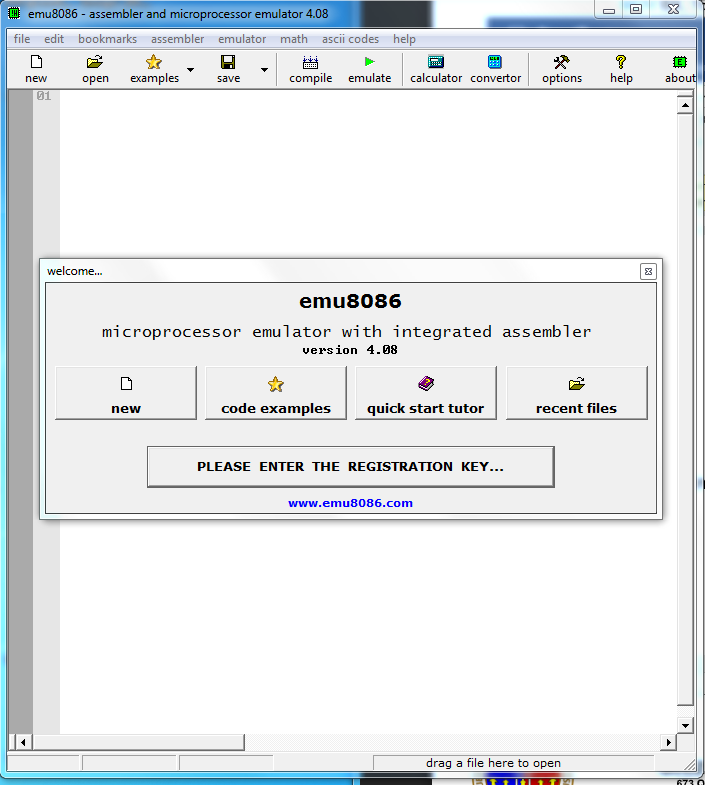 emu8086 - assembler and microprocessor emulator 4.08
file edit bookmarks assembler emulator math ascii codes help
new open examples save compile emulate calculator convertor options help about
01
welcome...
emu8086
microprocessor emulator with integrated assembler
version 4.08
new code examples quick start tutor recent files
PLEASE ENTER THE REGISTRATION KEY...
www.emu8086.com
drag a file here to open